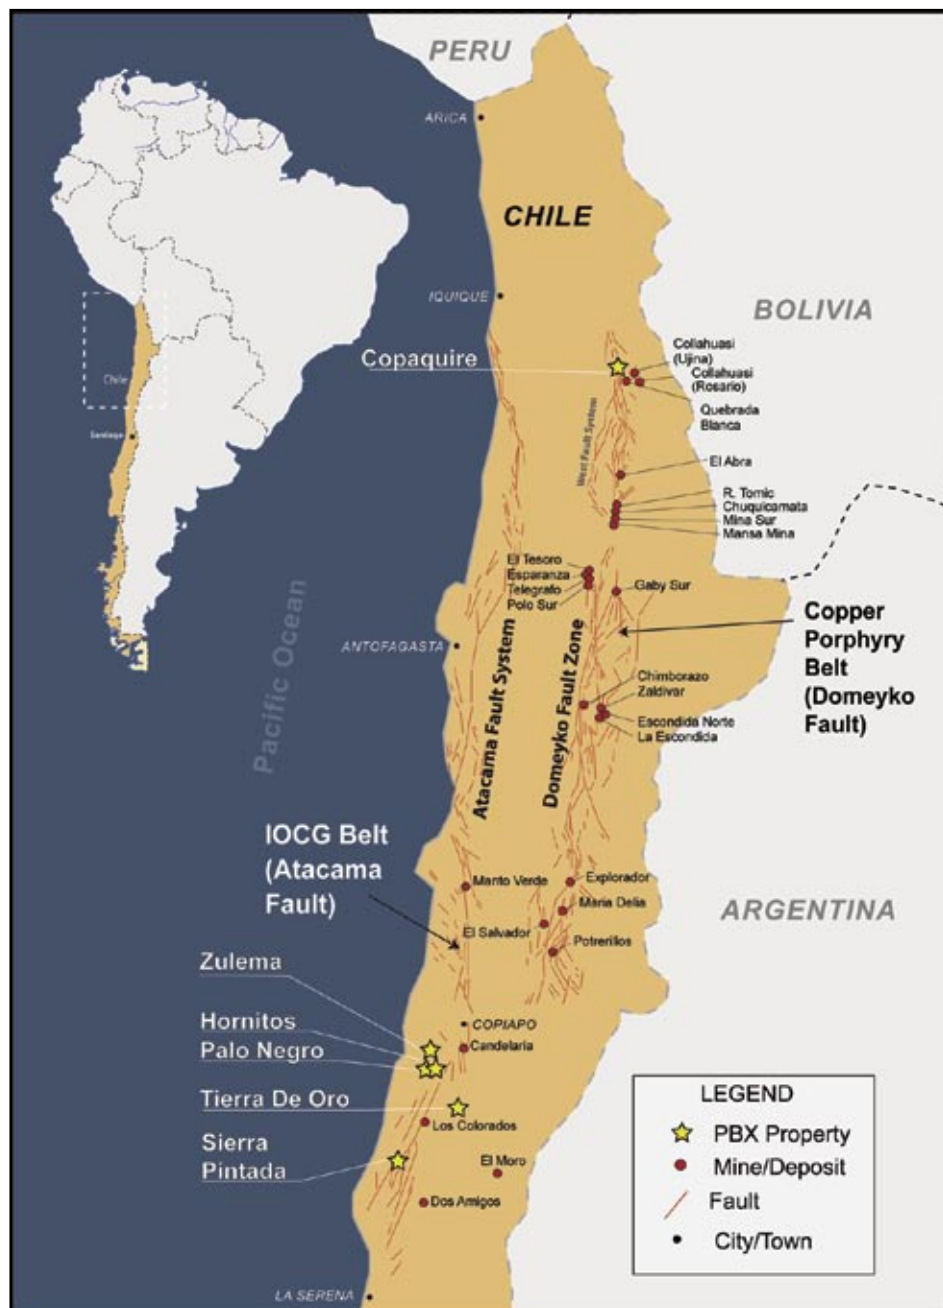 PERU
ARICA
CHILE
IQUIQUE
BOLIVIA
Copaquire
Collahuasi
(Ujina)
Collahuasi
(Rosario)
Quebrada
Blanca
West Fault System
El Abra
R. Tomic
Chuquicamata
Mina Sur
Mansa Mina
Chile
Santiago
El Tesoro
Esparanza
Telegrafo
Polo Sur
Gaby Sur
Copper
Porphyry
Belt
(Domeyko
Fault)
ANTOFAGASTA
Pacific Ocean
Atacama Fault System
Domeyko Fault Zone
Chimborazo
Zaldivar
Escondida Norte
La Escondida
IOCG Belt
(Atacama
Fault)
Manto Verde
Explorador
Maria Delia
El Salvador
Potrerillos
ARGENTINA
Zulema
Hornitos
Palo Negro
COPIAPO
Candelaria
Tierra De Oro
Los Colorados
Sierra
Pintada
El Moro
Dos Amigos
LA SERENA
LEGEND
PBX Property
Mine/Deposit
Fault
City/Town